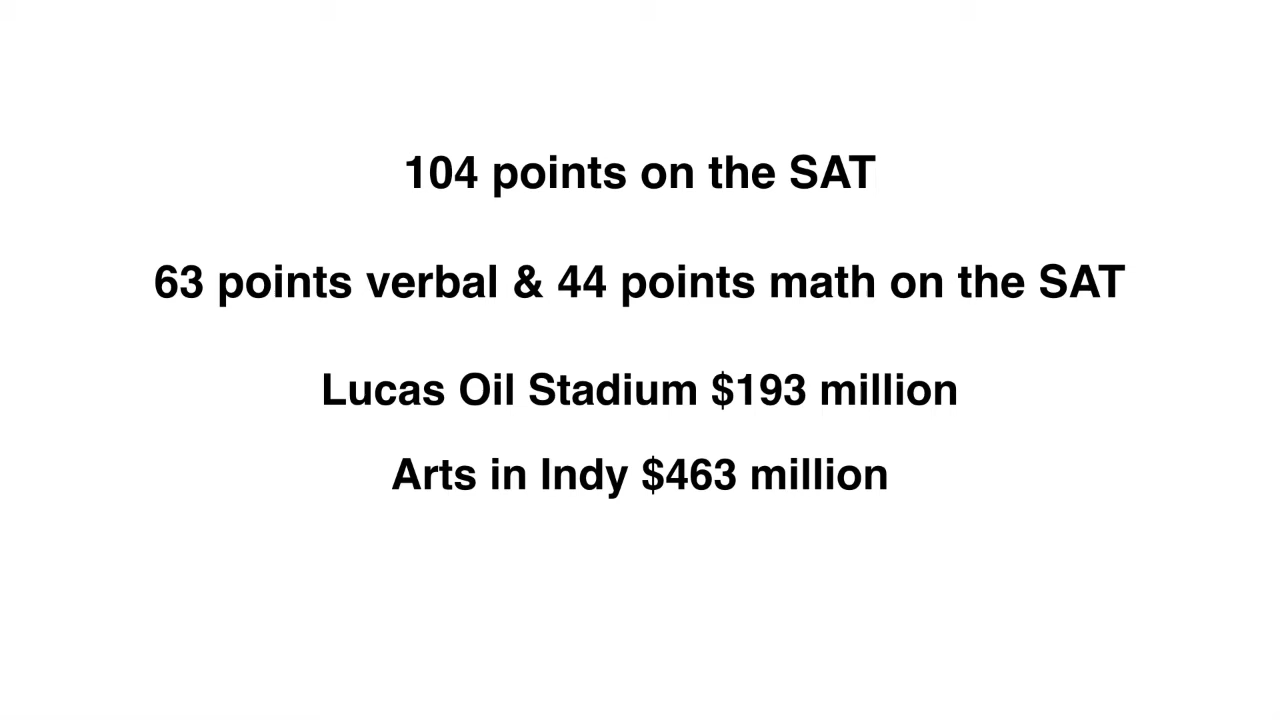 104 points on the SAT
63 points verbal & 44 points math on the SAT
Lucas Oil Stadium $193 million
Arts in Indy $463 million